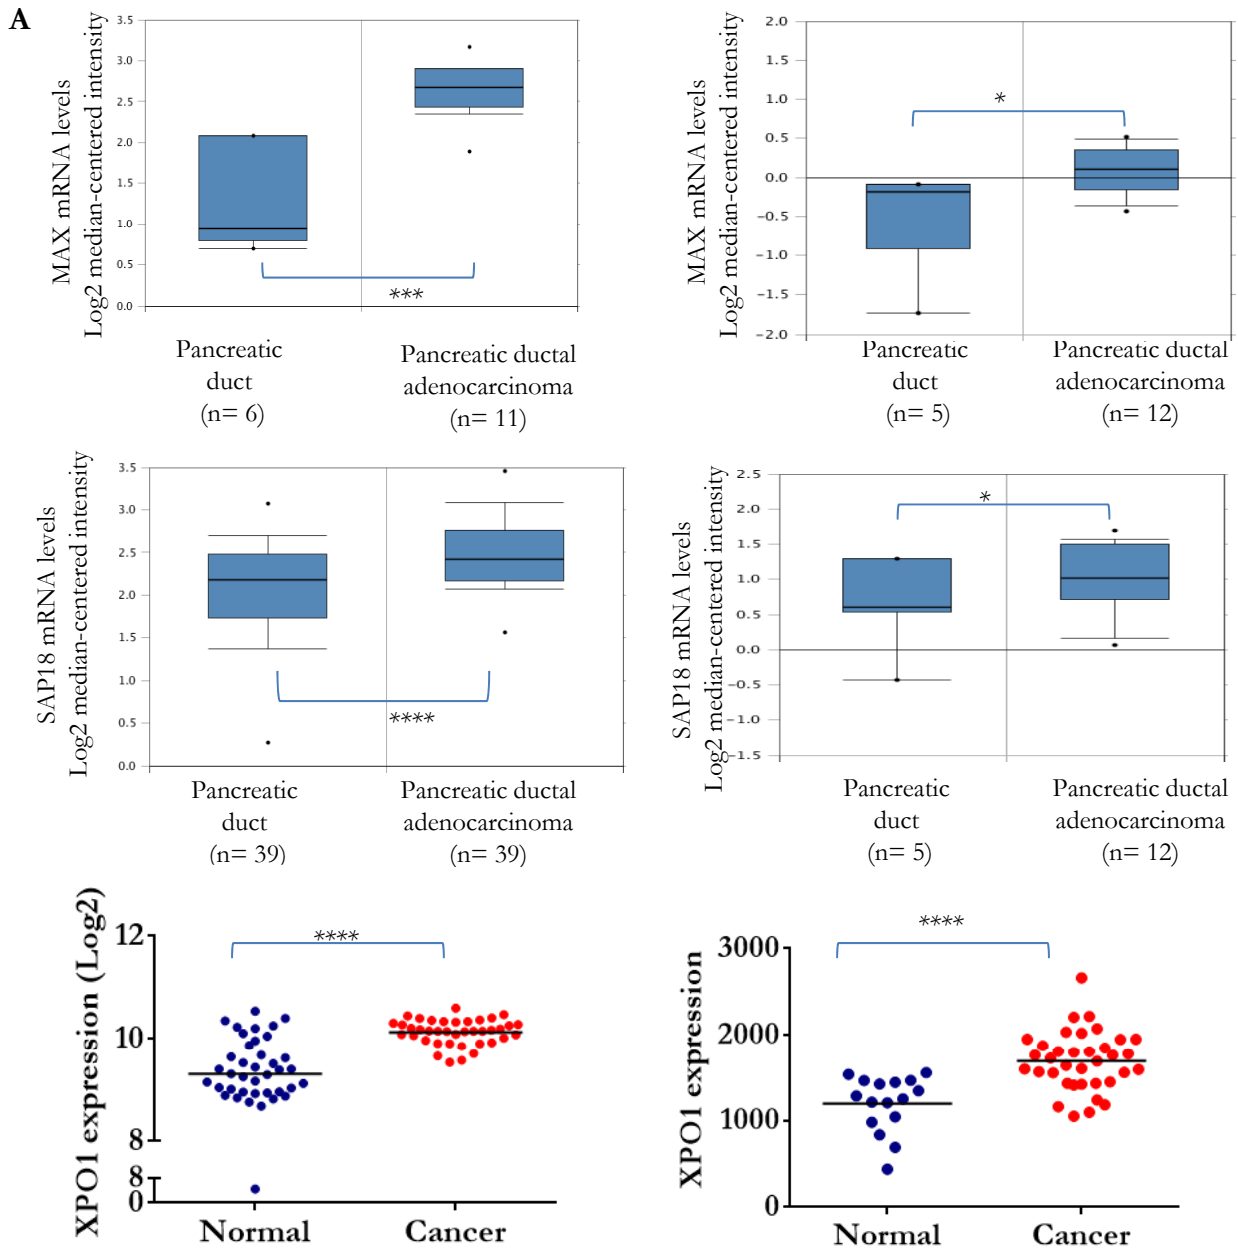 A
MAX mRNA levels
Log2 median-centered intensity
3.5
3.0
2.5
2.0
1.5
1.0
0.5
0.0
***
Pancreatic
duct
(n= 6)
Pancreatic ductal
adenocarcinoma
(n= 11)
MAX mRNA levels
Log2 median-centered intensity
2.0
1.5
1.0
0.5
0.0
-0.5
-1.0
-1.5
-2.0
*
Pancreatic
duct
(n= 5)
Pancreatic ductal
adenocarcinoma
(n= 12)
SAP18 mRNA levels
Log2 median-centered intensity
3.5
3.0
2.5
2.0
1.5
1.0
0.5
0.0
****
Pancreatic
duct
(n= 39)
Pancreatic ductal
adenocarcinoma
(n= 39)
SAP18 mRNA levels
Log2 median-centered intensity
2.5
2.0
1.5
1.0
0.5
0.0
-0.5
-1.0
-1.5
*
Pancreatic
duct
(n= 5)
Pancreatic ductal
adenocarcinoma
(n= 12)
XPO1 expression (Log2)
12
10
8
8
0
****
Normal
Cancer
XPO1 expression
3000
2000
1000
0
****
Normal
Cancer